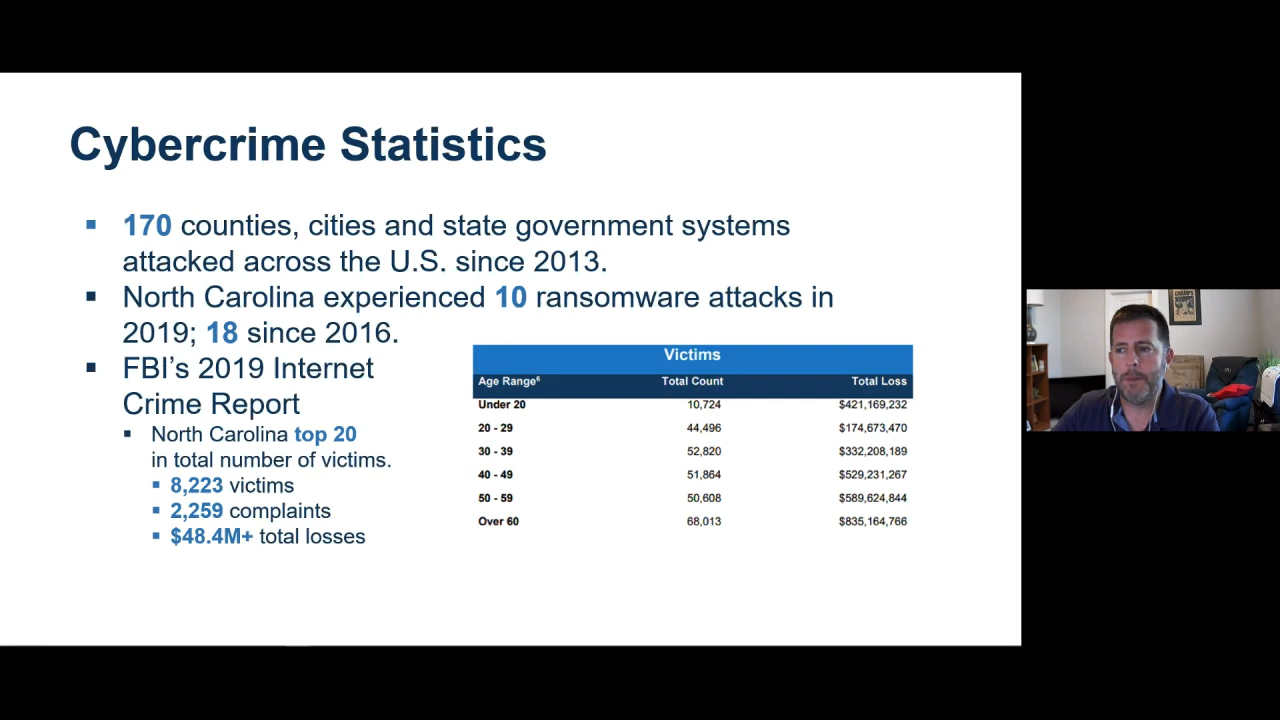 Cybercrime Statistics
▪ 170 counties, cities and state government systems
attacked across the U.S. since 2013.
▪ North Carolina experienced 10 ransomware attacks in
2019; 18 since 2016.
▪ FBI’s 2019 Internet
Crime Report
▪ North Carolina top 20
in total number of victims.
▪ 8,223 victims
▪ 2,259 complaints
▪ $48.4M+ total losses
Victims
Age Range⁶ Total Count Total Loss
Under 20 10,724 $421,169,232
20 - 29 44,496 $174,673,470
30 - 39 52,820 $332,208,189
40 - 49 51,864 $529,231,267
50 - 59 50,608 $589,624,844
Over 60 68,013 $835,164,766